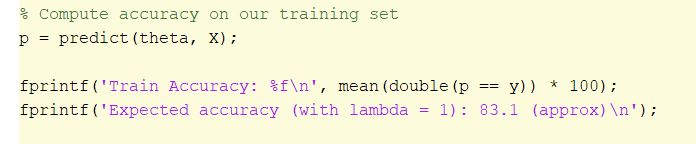 % Compute accuracy on our training set
p = predict(theta, X);
fprintf('Train Accuracy: %f\n', mean(double(p == y)) * 100);
fprintf('Expected accuracy (with lambda = 1): 83.1 (approx)\n');